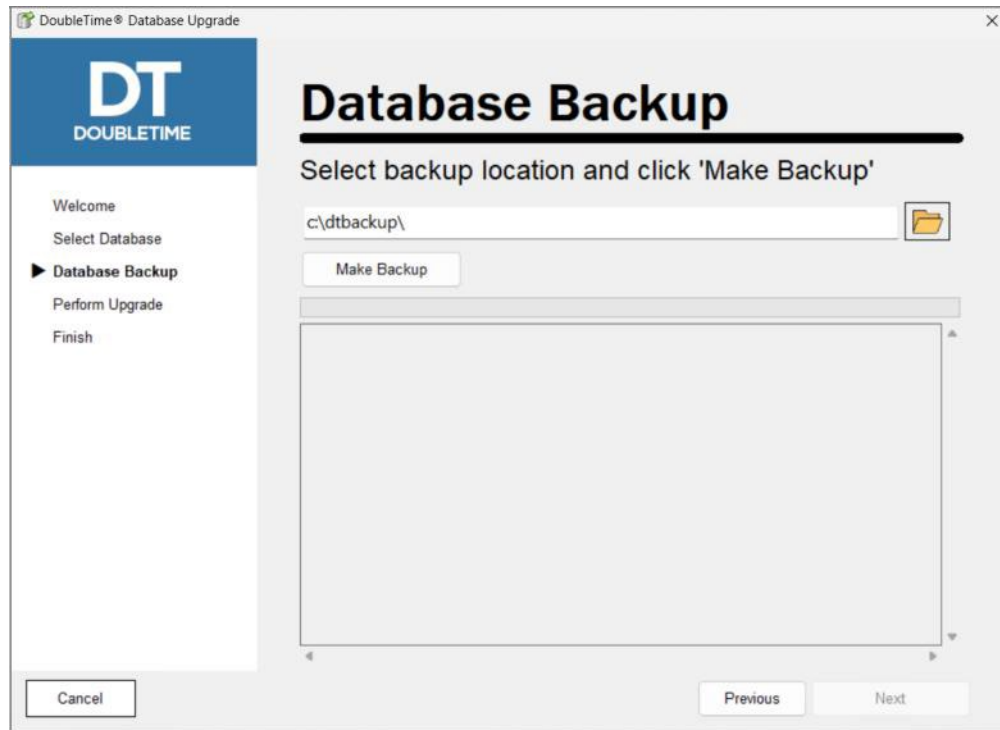 DoubleTime® Database Upgrade
DT
DOUBLETIME
Welcome
Select Database
Database Backup
Perform Upgrade
Finish
Database Backup
Select backup location and click 'Make Backup'
c:\dtbackup\
Make Backup
Cancel
Previous
Next